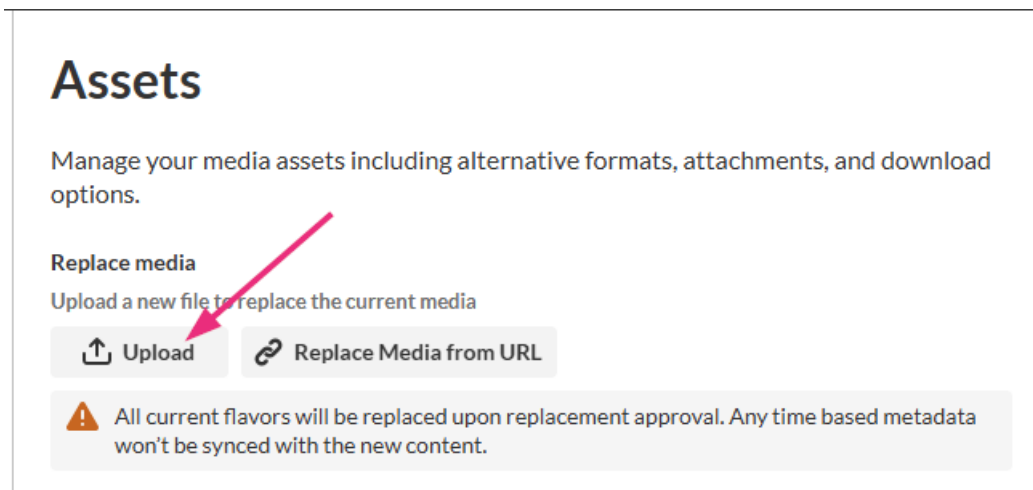 Assets
Manage your media assets including alternative formats, attachments, and download
options.
Replace media
Upload a new file to replace the current media
Upload
Replace Media from URL
All current flavors will be replaced upon replacement approval. Any time based metadata
won't be synced with the new content.